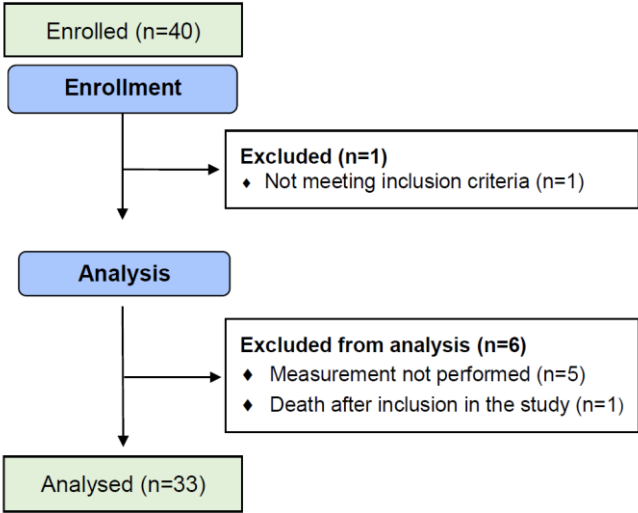 Enrolled (n=40)
Enrollment
Excluded (n=1)
♦ Not meeting inclusion criteria (n=1)
Analysis
Excluded from analysis (n=6)
♦ Measurement not performed (n=5)
♦ Death after inclusion in the study (n=1)
Analysed (n=33)